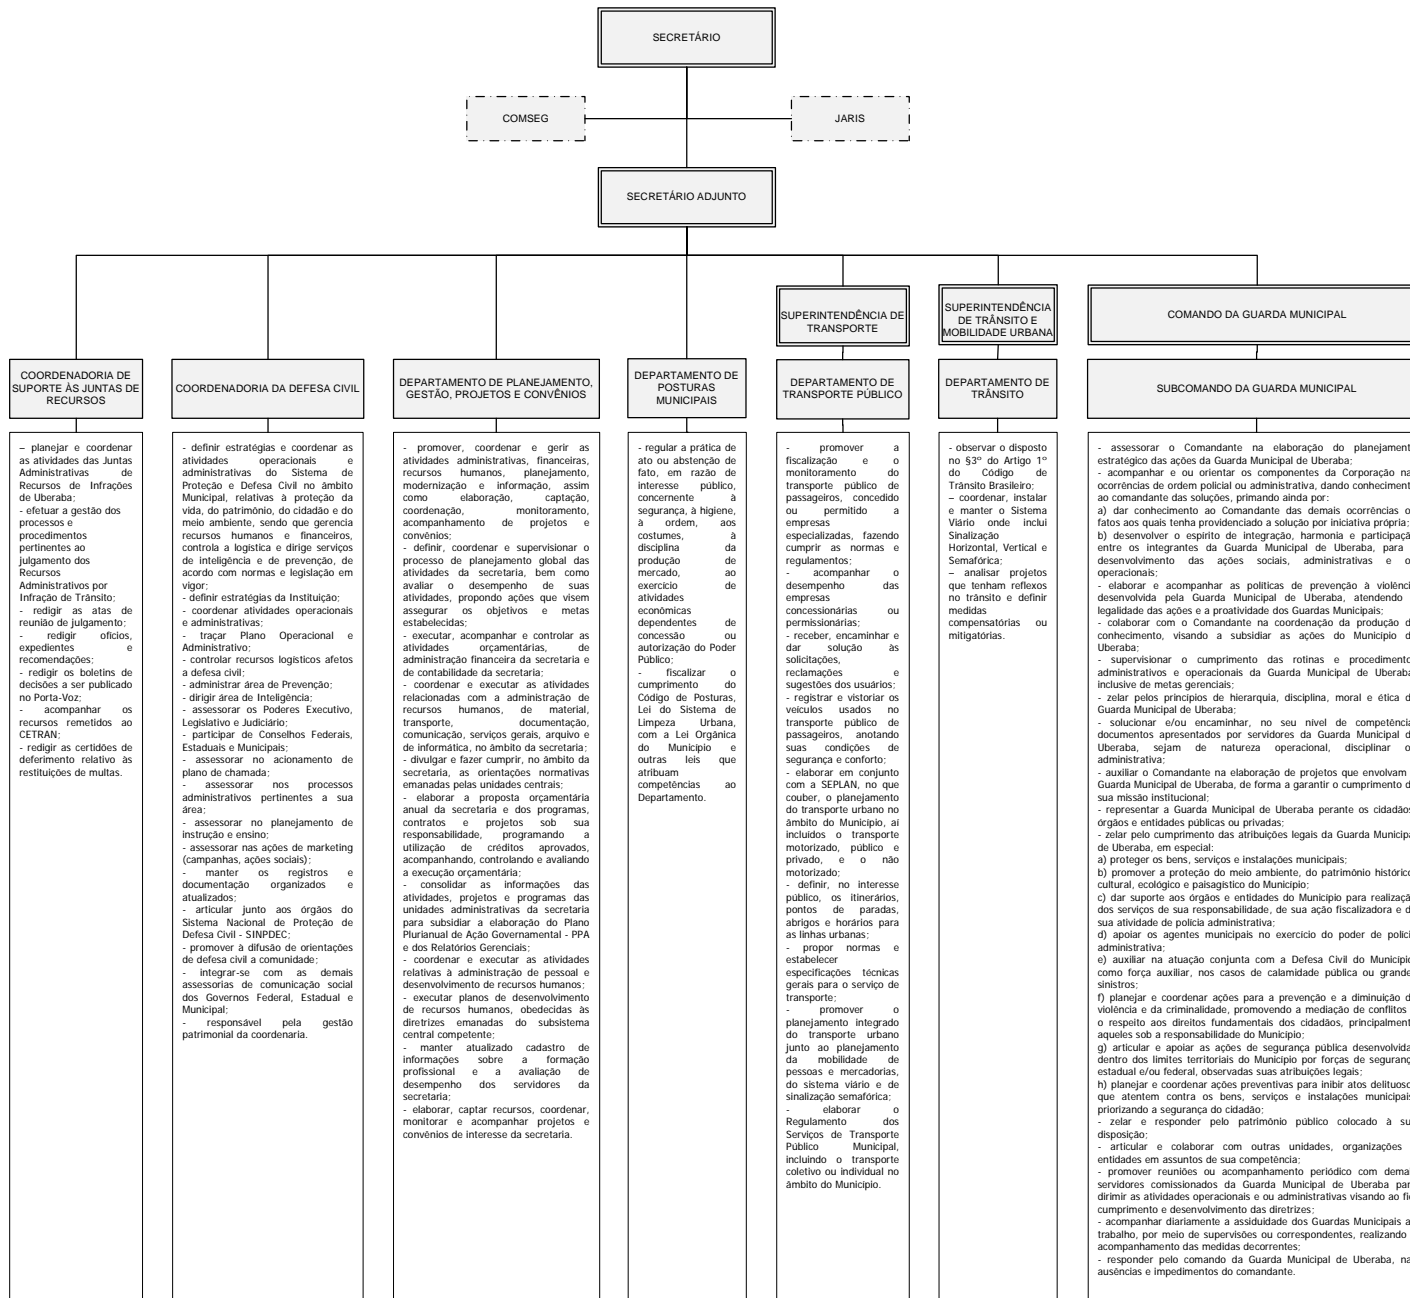 SECRETÁRIO
COMSEG
JARIS
SECRETÁRIO ADJUNTO
SUPERINTENDÊNCIA DE
TRANSPORTE
SUPERINTENDÊNCIA
DE TRÂNSITO E
MOBILIDADE URBANA
COMANDO DA GUARDA MUNICIPAL
COORDENADORIA DE
SUPORTE ÀS JUNTAS DE
RECURSOS
COORDENADORIA DA DEFESA CIVIL
DEPARTAMENTO DE PLANEJAMENTO,
GESTÃO, PROJETOS E CONVÊNIOS
DEPARTAMENTO DE
POSTURAS
MUNICIPAIS
DEPARTAMENTO DE
TRANSPORTE PÚBLICO
DEPARTAMENTO DE
TRÂNSITO
SUBCOMANDO DA GUARDA MUNICIPAL
– planejar e coordenar
as atividades das Juntas
Administrativas de
Recursos de Infrações
de Uberaba;
- efetuar a gestão dos
processos e
procedimentos
pertinentes ao
julgamento dos
Recursos
Administrativos por
Infração de Trânsito;
- redigir as atas de
reunião de julgamento;
- redigir ofícios,
expedientes e
recomendações;
- redigir os boletins de
decisões a ser publicado
no Porta-Voz;
- acompanhar os
recursos remetidos ao
CETRAN;
- redigir as certidões de
deferimento relativo às
restituições de multas.
- definir estratégias e coordenar as
atividades operacionais e
administrativas do Sistema de
Proteção e Defesa Civil no âmbito
Municipal, relativas à proteção da
vida, do patrimônio, do cidadão e do
meio ambiente, sendo que gerencia
recursos humanos e financeiros,
controla a logística e dirige serviços
de inteligência e de prevenção, de
acordo com normas e legislação em
vigor;
- definir estratégias da Instituição;
- coordenar atividades operacionais
e administrativas;
- traçar Plano Operacional e
Administrativo;
- controlar recursos logísticos afetos
a defesa civil;
- administrar área de Prevenção;
- dirigir área de Inteligência;
- assessorar os Poderes Executivo,
Legislativo e Judiciário;
- participar de Conselhos Federais,
Estaduais e Municipais;
- assessorar no acionamento de
plano de chamada;
- assessorar nos processos
administrativos pertinentes a sua
área;
- assessorar no planejamento de
instrução e ensino;
- assessorar nas ações de marketing
(campanhas, ações sociais);
- manter os registros e
documentação organizados e
atualizados;
- articular junto aos órgãos do
Sistema Nacional de Proteção de
Defesa Civil - SINPDEC;
- promover à difusão de orientações
de defesa civil a comunidade;
- integrar-se com as demais
assessorias de comunicação social
dos Governos Federal, Estadual e
Municipal;
- responsável pela gestão
patrimonial da coordenaria.
- promover, coordenar e gerir as
atividades administrativas, financeiras,
recursos humanos, planejamento,
modernização e informação, assim
como elaboração, captação,
coordenação, monitoramento,
acompanhamento de projetos e
convênios;
- definir, coordenar e supervisionar o
processo de planejamento global das
atividades da secretaria, bem como
avaliar o desempenho de suas
atividades, propondo ações que visem
assegurar os objetivos e metas
estabelecidas;
- executar, acompanhar e controlar as
atividades orçamentárias, de
administração financeira da secretaria e
de contabilidade da secretaria;
- coordenar e executar as atividades
relacionadas com a administração de
recursos humanos, de material,
transporte, documentação,
comunicação, serviços gerais, arquivo e
de informática, no âmbito da secretaria;
- divulgar e fazer cumprir, no âmbito da
secretaria, as orientações normativas
emanadas pelas unidades centrais;
- elaborar a proposta orçamentária
anual da secretaria e dos programas,
contratos e projetos sob sua
responsabilidade, programando a
utilização de créditos aprovados,
acompanhando, controlando e avaliando
a execução orçamentária;
- consolidar as informações das
atividades, projetos e programas das
unidades administrativas da secretaria
para subsidiar a elaboração do Plano
Plurianual de Ação Governamental - PPA
e dos Relatórios Gerenciais;
- coordenar e executar as atividades
relativas à administração de pessoal e
desenvolvimento de recursos humanos;
- executar planos de desenvolvimento
de recursos humanos, obedecidas às
diretrizes emanadas do subsistema
central competente;
- manter atualizado cadastro de
informações sobre a formação
profissional e a avaliação de
desempenho dos servidores da
secretaria;
- elaborar, captar recursos, coordenar,
monitorar e acompanhar projetos e
convênios de interesse da secretaria.
- regular a prática de
ato ou abstenção de
fato, em razão de
interesse público,
concernente à
segurança, à higiene,
à ordem, aos
costumes, à
disciplina da
produção de
mercado, ao
exercício de
atividades
econômicas
dependentes de
concessão ou
autorização do Poder
Público;
- fiscalizar o
cumprimento do
Código de Posturas,
Lei do Sistema de
Limpeza Urbana,
com a Lei Orgânica
do Município e
outras leis que
atribuam
competências ao
Departamento.
- promover a
fiscalização e o
monitoramento do
transporte público de
passageiros, concedido
ou permitido a
empresas
especializadas, fazendo
cumprir as normas e
regulamentos;
- acompanhar o
desempenho das
empresas
concessionárias ou
permissionárias;
- receber, encaminhar e
dar solução às
solicitações,
reclamações e
sugestões dos usuários;
- registrar e vistoriar os
veículos usados no
transporte público de
passageiros, anotando
suas condições de
segurança e conforto;
- elaborar em conjunto
com a SEPLAN, no que
couber, o planejamento
do transporte urbano no
âmbito do Município, aí
incluídos o transporte
motorizado, público e
privado, e o não
motorizado;
- definir, no interesse
público, os itinerários,
pontos de paradas,
abrigos e horários para
as linhas urbanas;
- propor normas e
estabelecer
especificações técnicas
gerais para o serviço de
transporte;
- promover o
planejamento integrado
do transporte urbano
junto ao planejamento
da mobilidade de
pessoas e mercadorias,
do sistema viário e de
sinalização semafórica;
- elaborar o
Regulamento dos
Serviços de Transporte
Público Municipal,
incluindo o transporte
coletivo ou individual no
âmbito do Município.
- observar o disposto
no §3º do Artigo 1º
do Código de
Trânsito Brasileiro;
– coordenar, instalar
e manter o Sistema
Viário onde inclui
Sinalização
Horizontal, Vertical e
Semafórica;
– analisar projetos
que tenham reflexos
no trânsito e definir
medidas
compensatórias ou
mitigatórias.
- assessorar o Comandante na elaboração do planejament
estratégico das ações da Guarda Municipal de Uberaba;
- acompanhar e ou orientar os componentes da Corporação na
ocorrências de ordem policial ou administrativa, dando conheciment
ao comandante das soluções, primando ainda por:
a) dar conhecimento ao Comandante das demais ocorrências o
fatos aos quais tenha providenciado a solução por iniciativa própria;
b) desenvolver o espírito de integração, harmonia e participaçã
entre os integrantes da Guarda Municipal de Uberaba, para
desenvolvimento das ações sociais, administrativas e o
operacionais;
- elaborar e acompanhar as políticas de prevenção à violênci
desenvolvida pela Guarda Municipal de Uberaba, atendendo
legalidade das ações e a proatividade dos Guardas Municipais;
- colaborar com o Comandante na coordenação da produção d
conhecimento, visando a subsidiar as ações do Município d
Uberaba;
- supervisionar o cumprimento das rotinas e procedimento
administrativos e operacionais da Guarda Municipal de Uberaba
inclusive de metas gerenciais;
- zelar pelos princípios de hierarquia, disciplina, moral e ética d
Guarda Municipal de Uberaba;
- solucionar e/ou encaminhar, no seu nível de competência
documentos apresentados por servidores da Guarda Municipal d
Uberaba, sejam de natureza operacional, disciplinar o
administrativa;
- auxiliar o Comandante na elaboração de projetos que envolvam
Guarda Municipal de Uberaba, de forma a garantir o cumprimento d
sua missão institucional;
- representar a Guarda Municipal de Uberaba perante os cidadãos
órgãos e entidades públicas ou privadas;
- zelar pelo cumprimento das atribuições legais da Guarda Municipa
de Uberaba, em especial:
a) proteger os bens, serviços e instalações municipais;
b) promover a proteção do meio ambiente, do patrimônio histórico
cultural, ecológico e paisagístico do Município;
c) dar suporte aos órgãos e entidades do Município para realizaçã
dos serviços de sua responsabilidade, de sua ação fiscalizadora e d
sua atividade de polícia administrativa;
d) apoiar os agentes municipais no exercício do poder de políci
administrativa;
e) auxiliar na atuação conjunta com a Defesa Civil do Município
como força auxiliar, nos casos de calamidade pública ou grande
sinistros;
f) planejar e coordenar ações para a prevenção e a diminuição d
violência e da criminalidade, promovendo a mediação de conflitos
o respeito aos direitos fundamentais dos cidadãos, principalment
aqueles sob a responsabilidade do Município;
g) articular e apoiar as ações de segurança pública desenvolvida
dentro dos limites territoriais do Município por forças de seguranç
estadual e/ou federal, observadas suas atribuições legais;
h) planejar e coordenar ações preventivas para inibir atos delituoso
que atentem contra os bens, serviços e instalações municipais
priorizando a segurança do cidadão;
- zelar e responder pelo patrimônio público colocado à su
disposição;
- articular e colaborar com outras unidades, organizações
entidades em assuntos de sua competência;
- promover reuniões ou acompanhamento periódico com demai
servidores comissionados da Guarda Municipal de Uberaba par
dirimir as atividades operacionais e ou administrativas visando ao fie
cumprimento e desenvolvimento das diretrizes;
- acompanhar diariamente a assiduidade dos Guardas Municipais a
trabalho, por meio de supervisões ou correspondentes, realizando
acompanhamento das medidas decorrentes;
- responder pelo comando da Guarda Municipal de Uberaba, na
ausências e impedimentos do comandante.